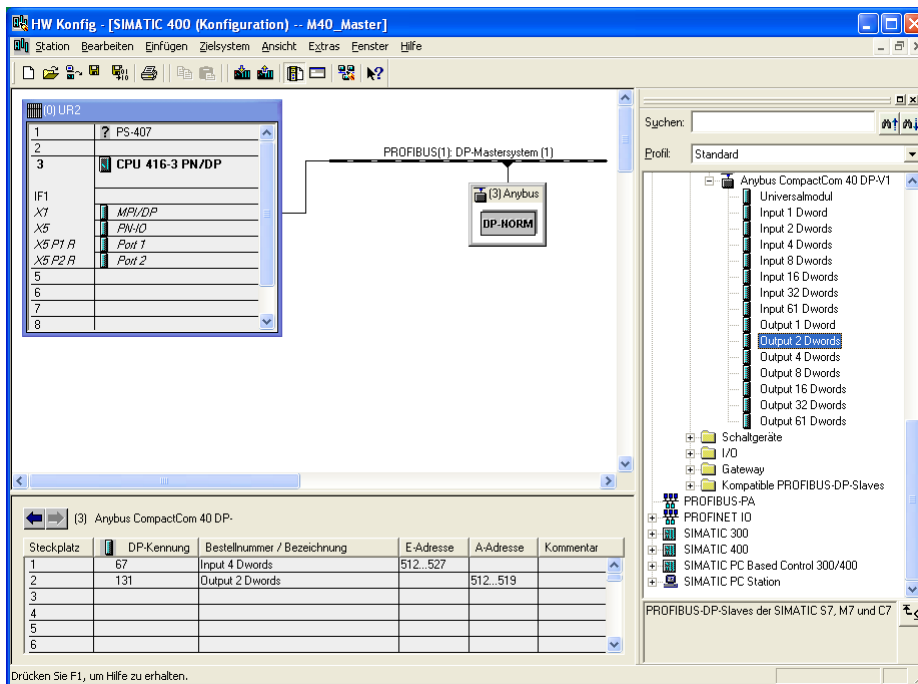 HW Konfig - [SIMATIC 400 (Konfiguration) -- M40_Master]
Station Bearbeiten Einfügen Zielsystem Ansicht Extras Fenster Hilfe
(0) UR2
1 PS-407
2
3 CPU 416-3 PN/DP
IF1
X1 MPI/DP
X5 PN-IO
X5 P1 R Port 1
X5 P2 R Port 2
5
6
7
8
PROFIBUS(1): DP-Mastersystem (1)
(3) Anybus
DP-NORM
Suchen:
Profil: Standard
Anybus CompactCom 40 DP-V1
Universalmodul
Input 1 Dword
Input 2 Dwords
Input 4 Dwords
Input 8 Dwords
Input 16 Dwords
Input 32 Dwords
Input 61 Dwords
Output 1 Dword
Output 2 Dwords
Output 4 Dwords
Output 8 Dwords
Output 16 Dwords
Output 32 Dwords
Output 61 Dwords
Schaltgeräte
I/O
Gateway
Kompatible PROFIBUS-DP-Slaves
PROFIBUS-PA
PROFINET IO
SIMATIC 300
SIMATIC 400
SIMATIC PC Based Control 300/400
SIMATIC PC Station
PROFIBUS-DP-Slaves der SIMATIC S7, M7 und C7
(3) Anybus CompactCom 40 DP-
Steckplatz DP-Kennung Bestellnummer / Bezeichnung E-Adresse A-Adresse Kommentar
1 67 Input 4 Dwords 512...527
2 131 Output 2 Dwords 512...519
3
4
5
6
Drücken Sie F1, um Hilfe zu erhalten.